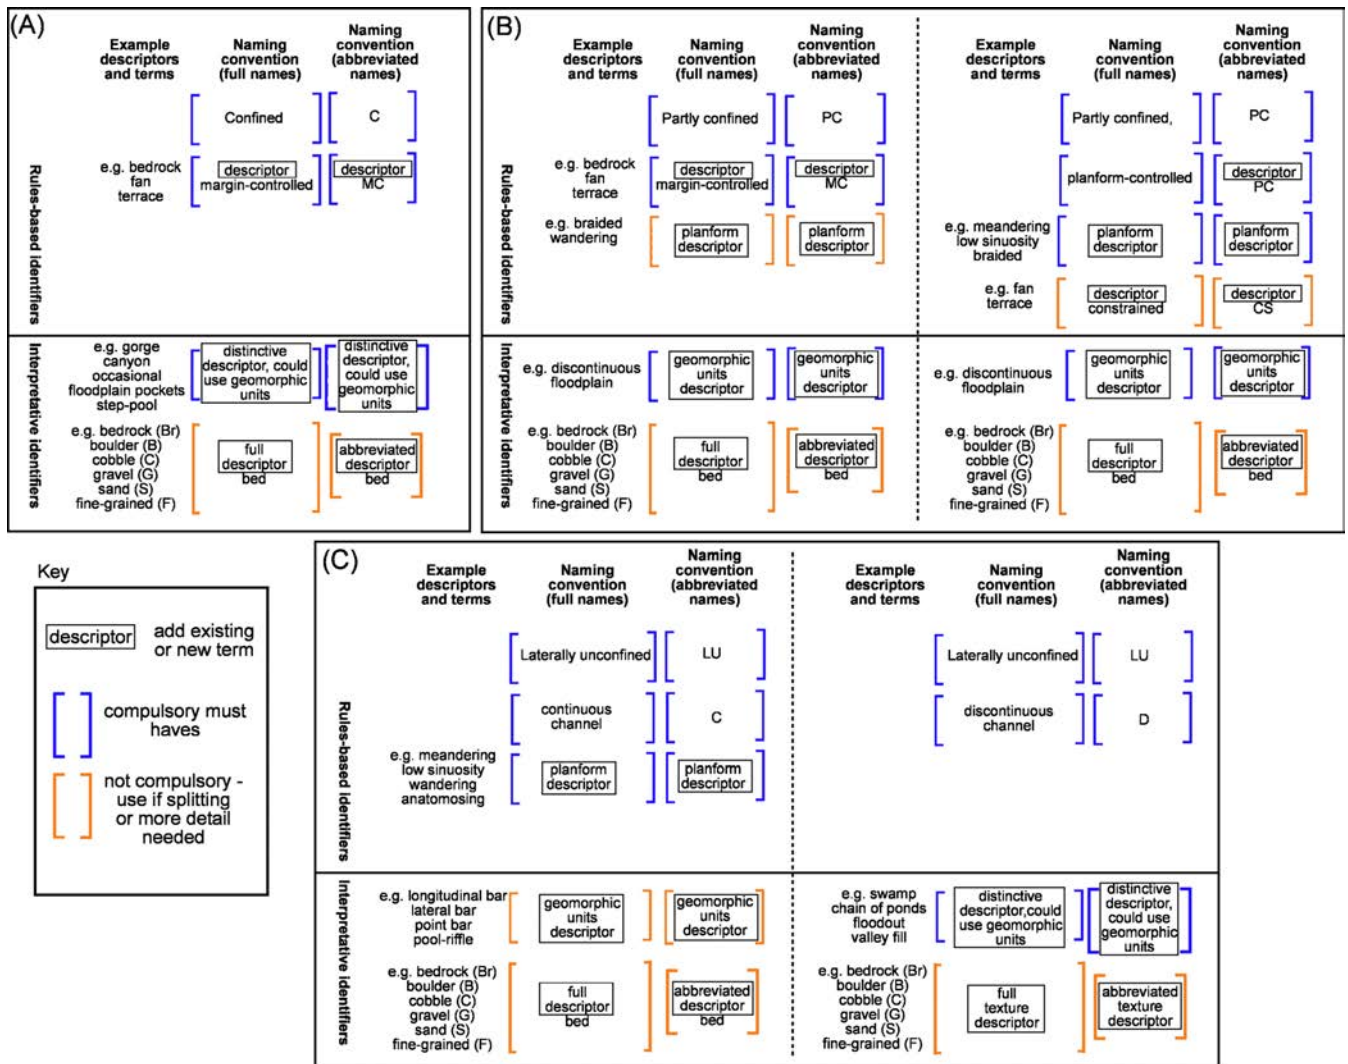 (A)
Example
descriptors
and terms
Naming
convention
(full names)
Naming
convention
(abbreviated
names)
Rules-based identifiers
Confined
C
e.g. bedrock
fan
terrace
descriptor
margin-controlled
descriptor
MC
Interpretative identifiers
e.g. gorge
canyon
occasional
floodplain pockets
step-pool
distinctive
descriptor, could
use geomorphic
units
distinctive
descriptor,
could use
geomorphic
units
e.g. bedrock (Br)
boulder (B)
cobble (C)
gravel (G)
sand (S)
fine-grained (F)
full
descriptor
bed
abbreviated
descriptor
bed
(B)
Example
descriptors
and terms
Naming
convention
(full names)
Naming
convention
(abbreviated
names)
Rules-based identifiers
Partly confined
PC
e.g. bedrock
fan
terrace
descriptor
margin-controlled
descriptor
MC
e.g. braided
wandering
planform
descriptor
planform
descriptor
Interpretative identifiers
e.g. discontinuous
floodplain
geomorphic
units
descriptor
geomorphic
units
descriptor
e.g. bedrock (Br)
boulder (B)
cobble (C)
gravel (G)
sand (S)
fine-grained (F)
full
descriptor
bed
abbreviated
descriptor
bed
Example
descriptors
and terms
Naming
convention
(full names)
Naming
convention
(abbreviated
names)
Partly confined,
PC
planform-controlled
descriptor
PC
e.g. meandering
low sinuosity
braided
planform
descriptor
planform
descriptor
e.g. fan
terrace
descriptor
constrained
descriptor
CS
e.g. discontinuous
floodplain
geomorphic
units
descriptor
geomorphic
units
descriptor
e.g. bedrock (Br)
boulder (B)
cobble (C)
gravel (G)
sand (S)
fine-grained (F)
full
descriptor
bed
abbreviated
descriptor
bed
Key
descriptor
add existing
or new term
compulsory must
haves
not compulsory -
use if splitting
or more detail
needed
(C)
Example
descriptors
and terms
Naming
convention
(full names)
Naming
convention
(abbreviated
names)
Rules-based Identifiers
Laterally unconfined
LU
continuous
channel
C
e.g. meandering
low sinuosity
wandering
anatomosing
planform
descriptor
planform
descriptor
Interpretative identifiers
e.g. longitudinal bar
lateral bar
point bar
pool-riffle
geomorphic
units
descriptor
geomorphic
units
descriptor
e.g. bedrock (Br)
boulder (B)
cobble (C)
gravel (G)
sand (S)
fine-grained (F)
full
descriptor
bed
abbreviated
descriptor
bed
Example
descriptors
and terms
Naming
convention
(full names)
Naming
convention
(abbreviated
names)
Laterally unconfined
LU
discontinuous
channel
D
e.g. swamp
chain of ponds
floodout
valley fill
distinctive
descriptor,could
use geomorphic
units
distinctive
descriptor,
could use
geomorphic
units
e.g. bedrock (Br)
boulder (B)
cobble (C)
gravel (G)
sand (S)
fine-grained (F)
full
texture
descriptor
abbreviated
texture
descriptor